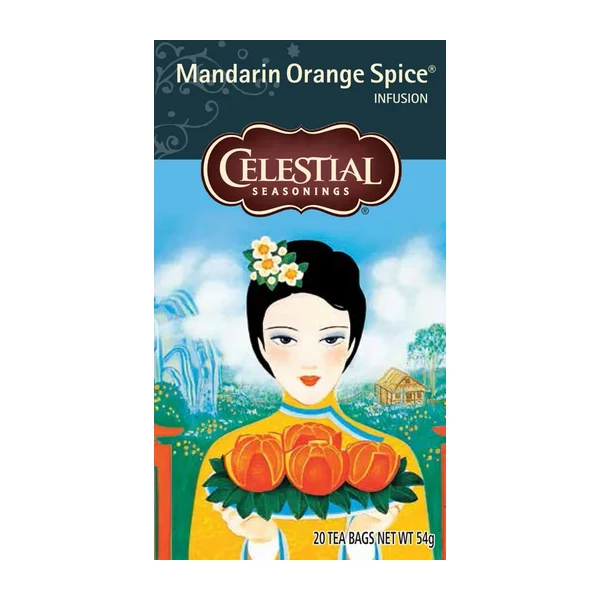 Mandarin Orange Spice®
INFUSION
CELESTIAL
SEASONINGS
®
20 TEA BAGS NET WT 54g